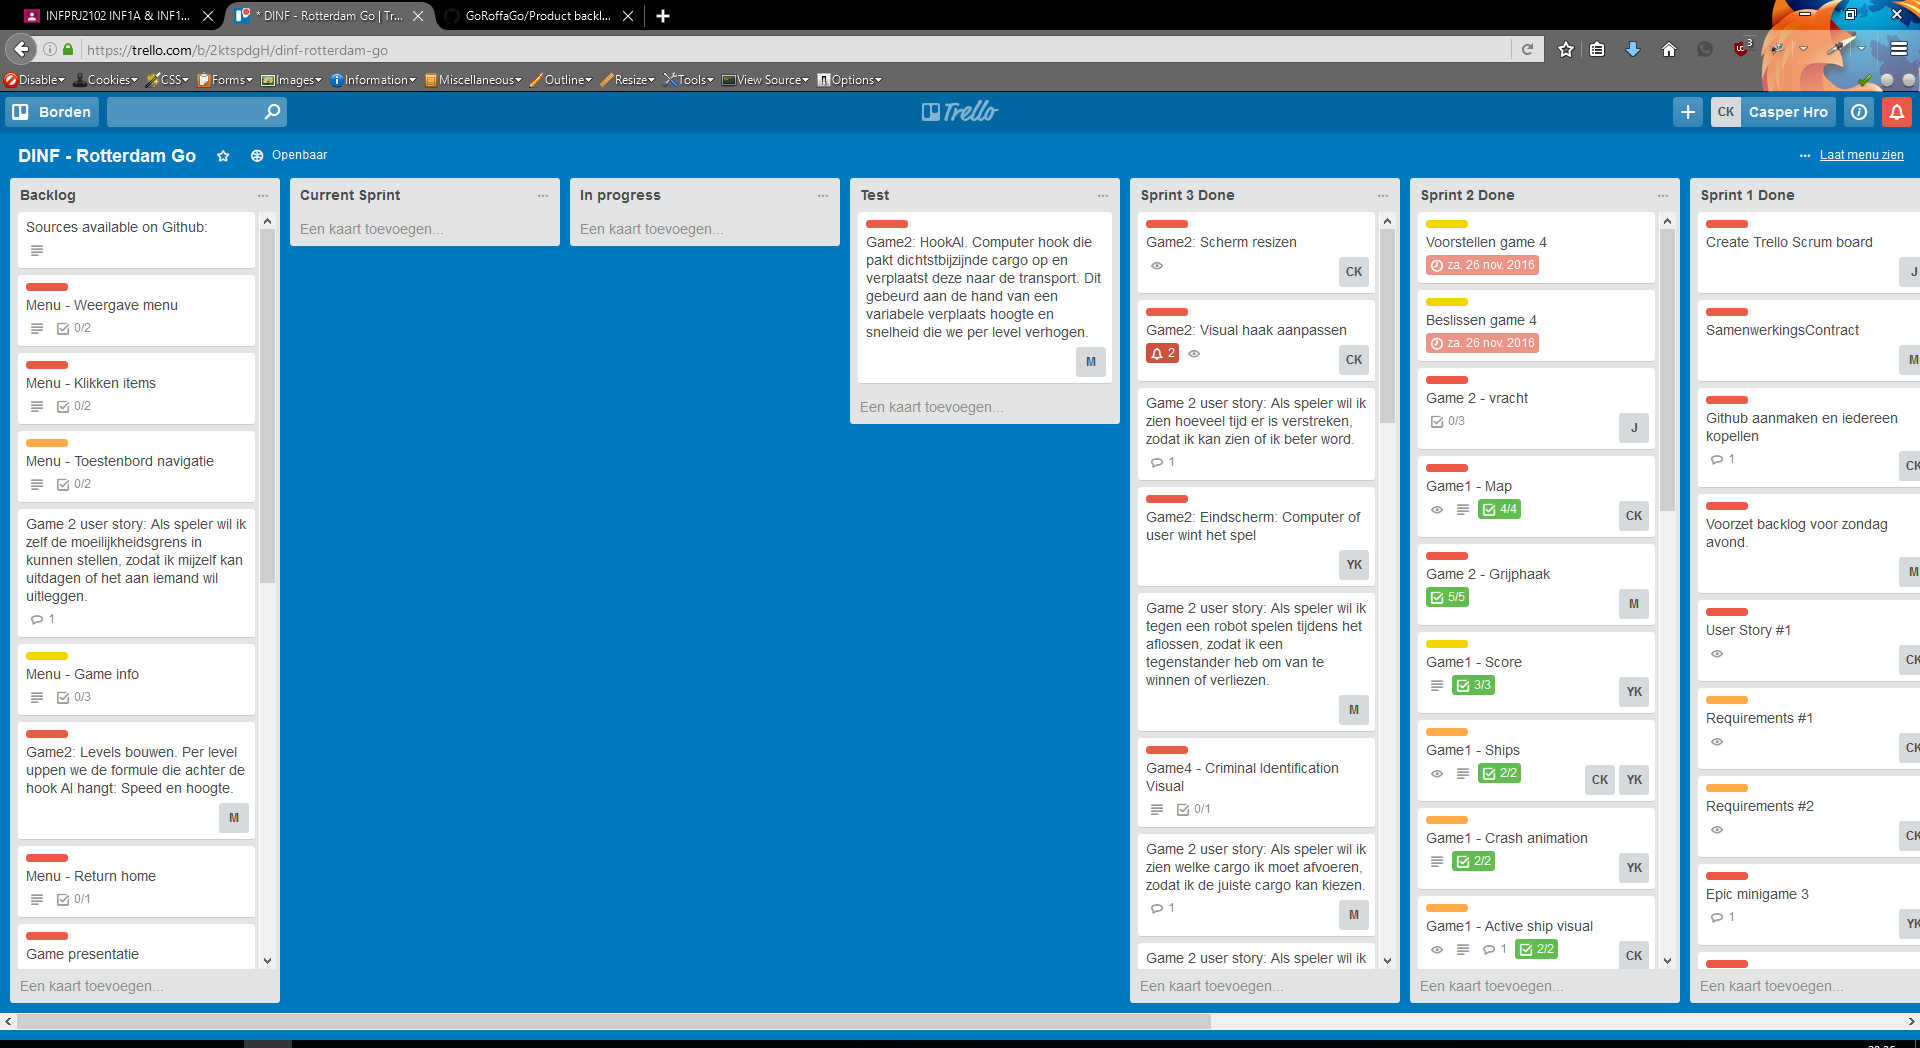 INFPRJ2102 INF1A & INF1...
* DINF - Rotterdam Go | Tr...
GoRoffaGo/Product backl...
https://trello.com/b/2ktspdgH/dinf-rotterdam-go
3
Disable
Cookies
CSS
Forms
Images
Information
Miscellaneous
Outline
Resize
Tools
View Source
Options
Borden
Trello
CK
Casper Hro
DINF - Rotterdam Go
Openbaar
Laat menu zien
Backlog
Sources available on Github:
Menu - Weergave menu
0/2
Menu - Klikken items
0/2
Menu - Toestenbord navigatie
0/2
Game 2 user story: Als speler wil ik
zelf de moeilijkheidsgrens in
kunnen stellen, zodat ik mijzelf kan
uitdagen of het aan iemand wil
uitleggen.
1
Menu - Game info
0/3
Game2: Levels bouwen. Per level
uppen we de formule die achter de
hook AI hangt: Speed en hoogte.
M
Menu - Return home
0/1
Game presentatie
Een kaart toevoegen...
Current Sprint
Een kaart toevoegen...
In progress
Een kaart toevoegen...
Test
Game2: HookAI. Computer hook die
pakt dichtstbijzijnde cargo op en
verplaatst deze naar de transport. Dit
gebeurd aan de hand van een
variabele verplaats hoogte en
snelheid die we per level verhogen.
M
Een kaart toevoegen...
Sprint 3 Done
Game2: Scherm resizen
CK
Game2: Visual haak aanpassen
2
CK
Game 2 user story: Als speler wil ik
zien hoeveel tijd er is verstreken,
zodat ik kan zien of ik beter word.
1
Game2: Eindscherm: Computer of
user wint het spel
YK
Game 2 user story: Als speler wil ik
tegen een robot spelen tijdens het
aflossen, zodat ik een
tegenstander heb om van te
winnen of verliezen.
M
Game4 - Criminal Identification
Visual
0/1
Game 2 user story: Als speler wil ik
zien welke cargo ik moet afvoeren,
zodat ik de juiste cargo kan kiezen.
1
M
Game 2 user story: Als speler wil ik
Een kaart toevoegen...
Sprint 2 Done
Voorstellen game 4
za. 26 nov. 2016
Beslissen game 4
za. 26 nov. 2016
Game 2 - vracht
0/3
J
Game1 - Map
4/4
CK
Game 2 - Grijphaak
5/5
M
Game1 - Score
3/3
YK
Game1 - Ships
2/2
CK
YK
Game1 - Crash animation
2/2
YK
Game1 - Active ship visual
1
2/2
CK
Een kaart toevoegen...
Sprint 1 Done
Create Trello Scrum board
J
SamenwerkingsContract
M
Github aanmaken en iedereen
kopellen
1
CK
Voorzet backlog voor zondag
avond.
M
User Story #1
CK
Requirements #1
CK
Requirements #2
CK
Epic minigame 3
1
YK
Een kaart toevoegen...